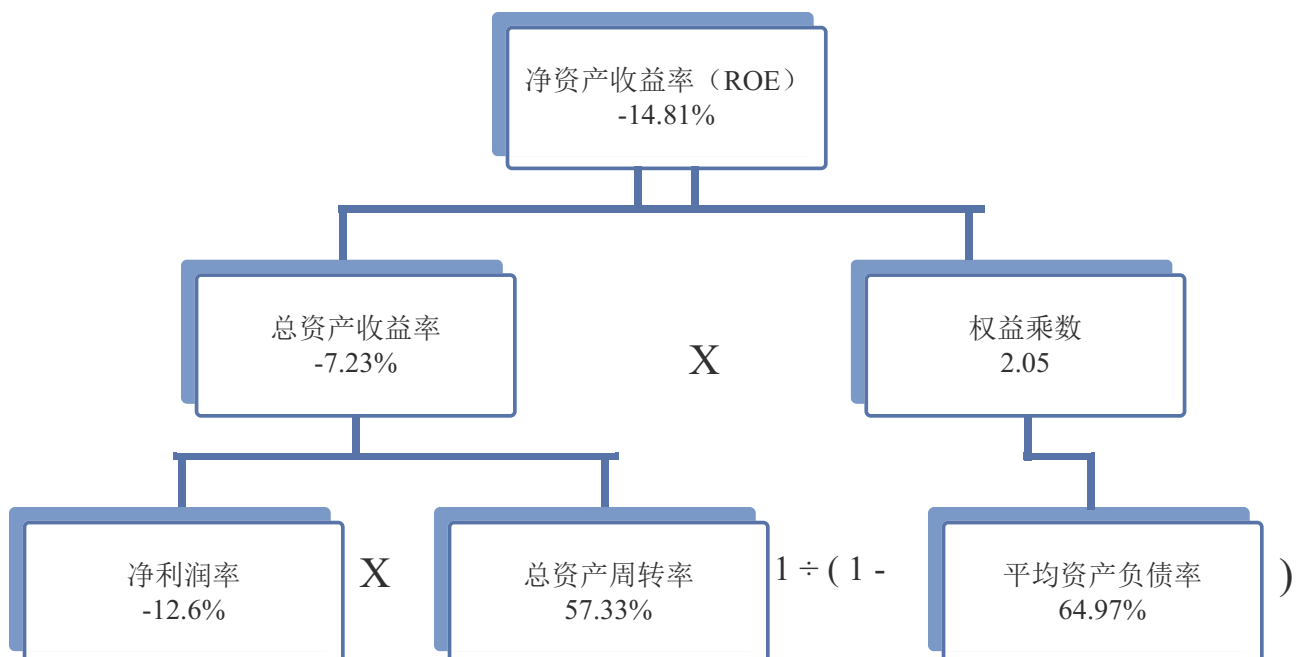 净资产收益率（ROE）
-14.81%
总资产收益率
-7.23%
X
权益乘数
2.05
净利润率
-12.6%
X
总资产周转率
57.33%
1 ÷ ( 1 -
平均资产负债率
64.97%
)